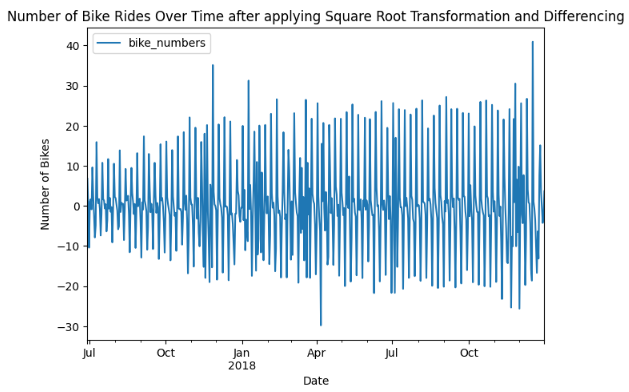 Number of Bike Rides Over Time after applying Square Root Transformation and Differencing
bike_numbers
Number of Bikes
40
30
20
10
0
−10
−20
−30
Jul
Oct
Jan
2018
Apr
Jul
Oct
Date